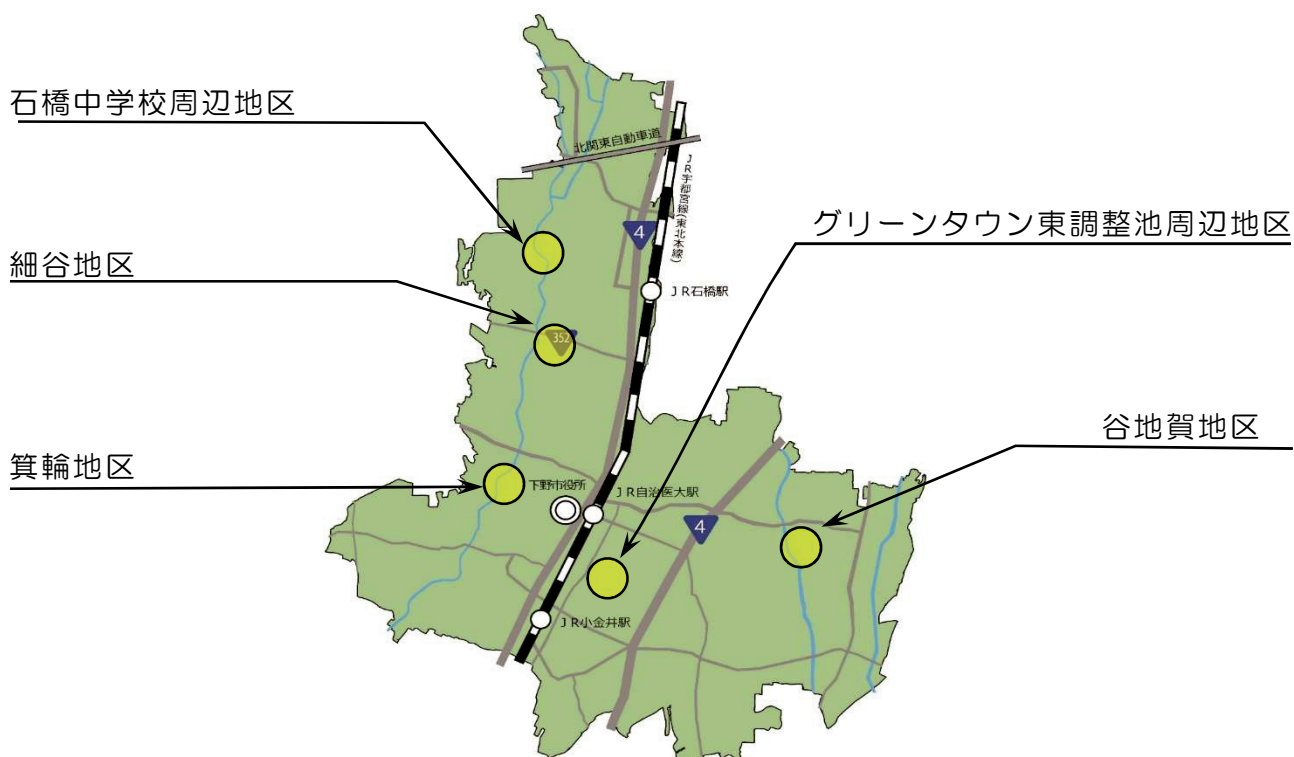 石橋中学校周辺地区
北関東自動車道
JR宇都宮線(東北本線)
グリーンタウン東調整池周辺地区
4
細谷地区
JR石橋駅
352
谷地賀地区
箕輪地区
下野市役所
JR自治医大駅
4
JR小金井駅